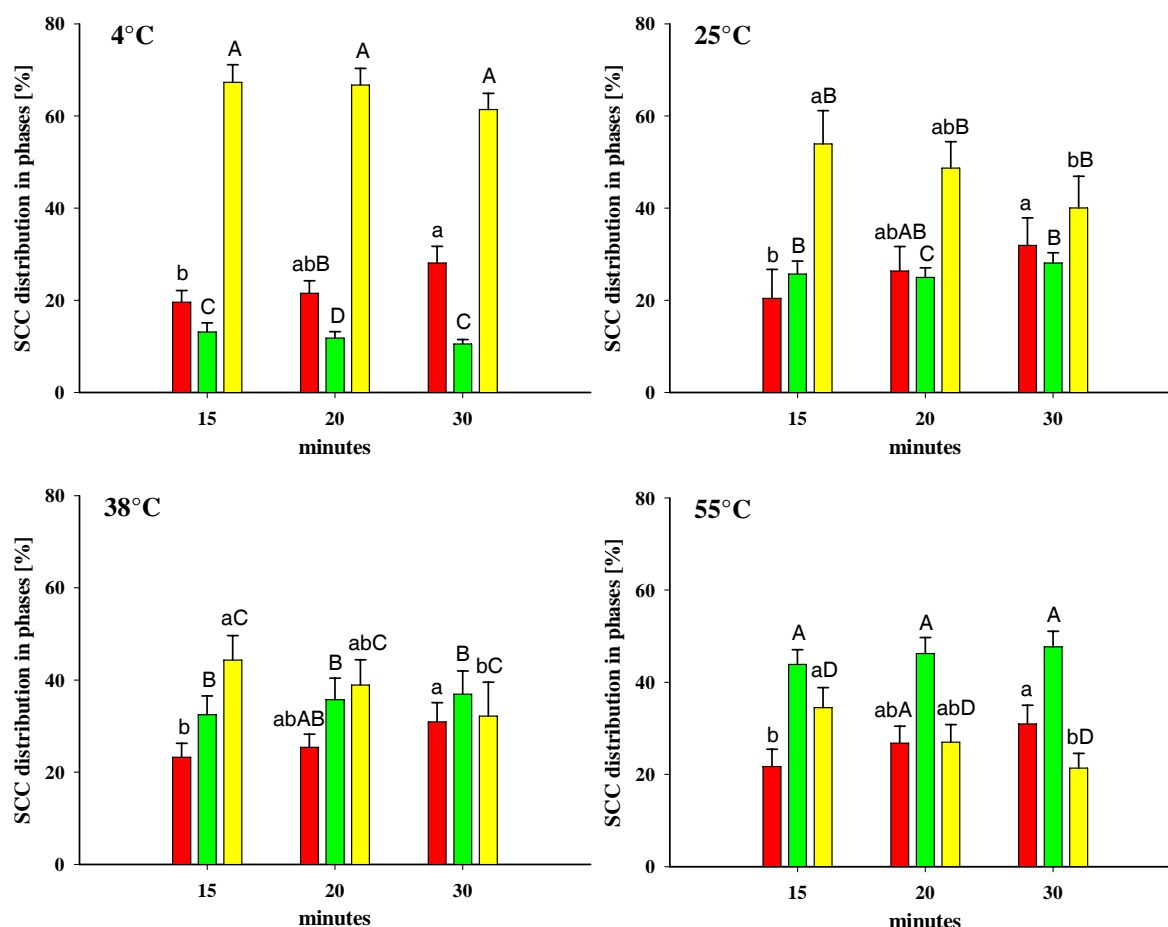 4°C
SCC distribution in phases [%]
80
60
40
20
0
b
C
A
abB
D
A
a
C
A
15
20
30
minutes
25°C
SCC distribution in phases [%]
80
60
40
20
0
b
B
aB
abAB
C
abB
a
B
bB
15
20
30
minutes
38°C
SCC distribution in phases [%]
80
60
40
20
0
b
B
aC
abAB
B
abC
a
B
bC
15
20
30
minutes
55°C
SCC distribution in phases [%]
80
60
40
20
0
b
A
aD
abA
A
abD
a
A
bD
15
20
30
minutes